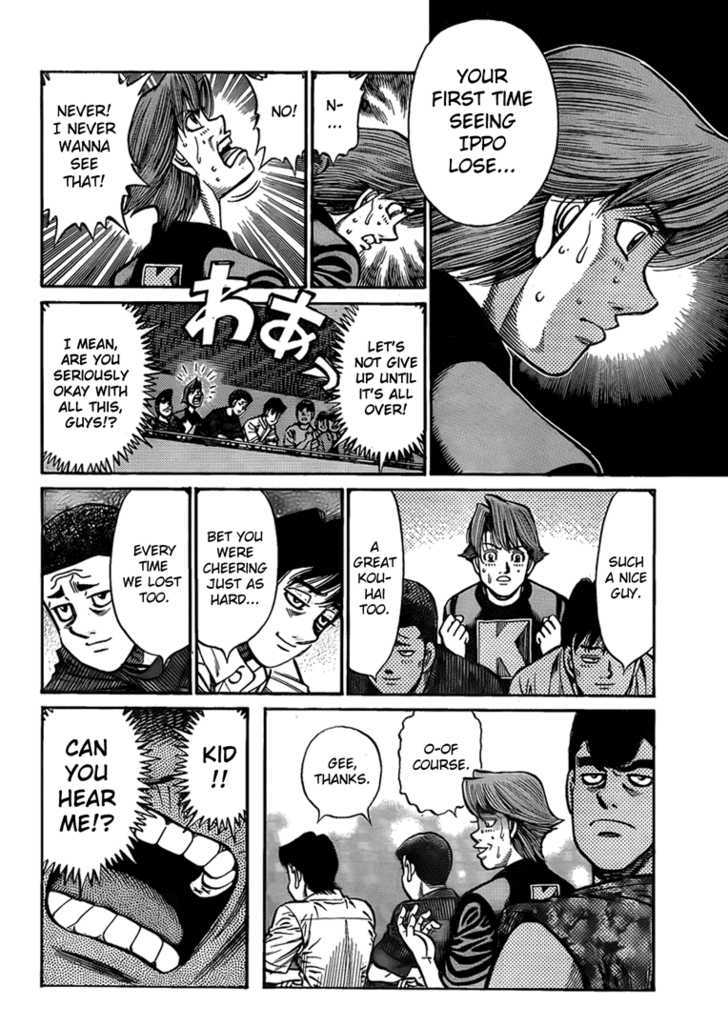 YOUR
FIRST TIME
SEEING
IPPO
LOSE...
N-
...
NO!
NEVER!
I NEVER
WANNA
SEE
THAT!
K
わあっ
LET'S
NOT GIVE
UP UNTIL
IT'S ALL
OVER!
I MEAN,
ARE YOU
SERIOUSLY
OKAY WITH
ALL THIS,
GUYS!?
SUCH
A NICE
GUY.
A
GREAT
KOU-
HAI
TOO.
K
BET YOU
WERE
CHEERING
JUST AS
HARD...
EVERY
TIME
WE LOST
TOO.
O-OF
COURSE.
GEE,
THANKS.
K
KID
!!
CAN
YOU
HEAR
ME!?